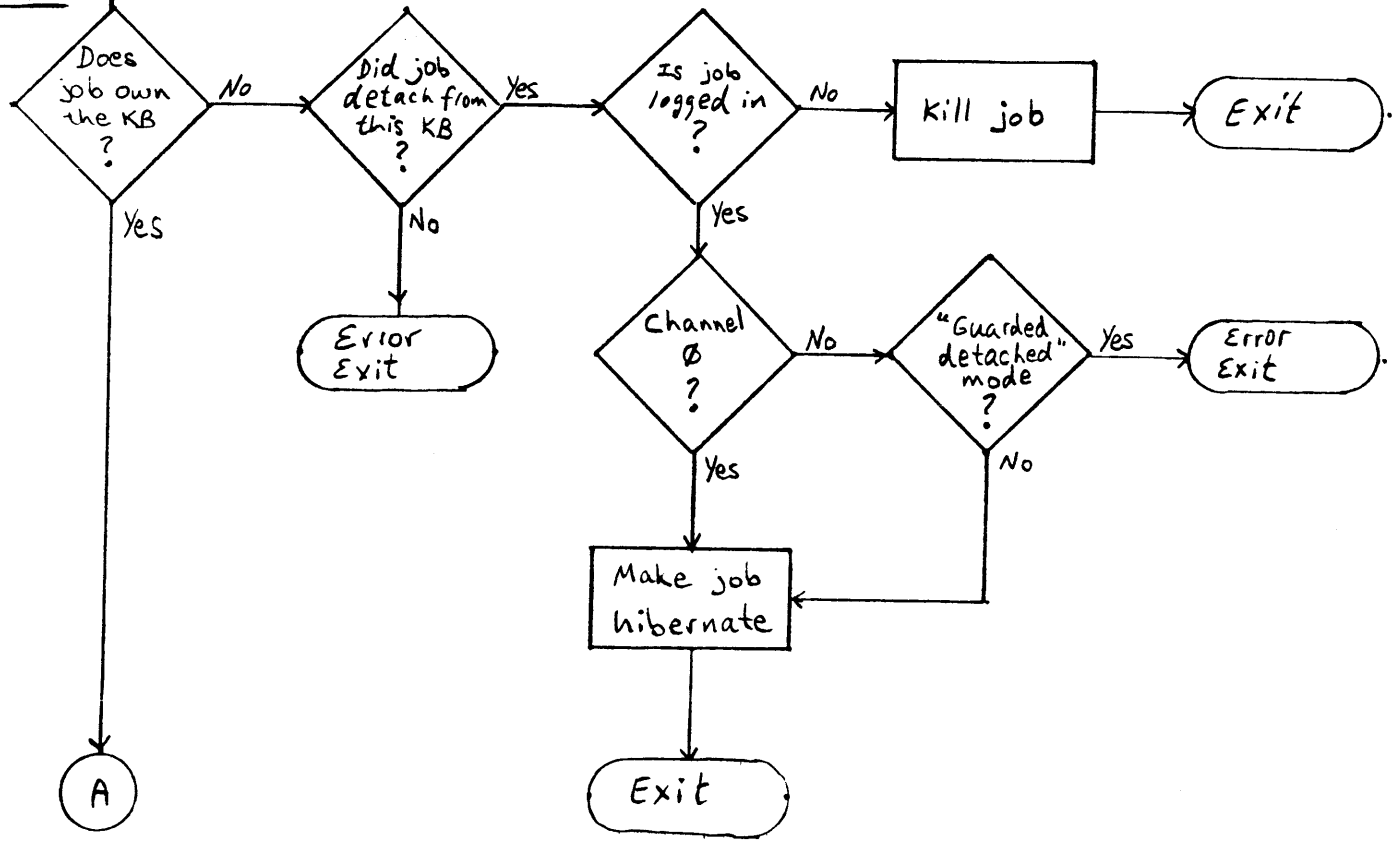 Does
job own
the KB
?
No
Did job
detach from
this KB
?
Yes
Is job
logged in
?
No
Kill job
Exit
Yes
No
Yes
Error
Exit
Channel
Ø
?
No
"Guarded
detached"
mode
?
Yes
Error
Exit
Yes
No
Make job
hibernate
A
Exit